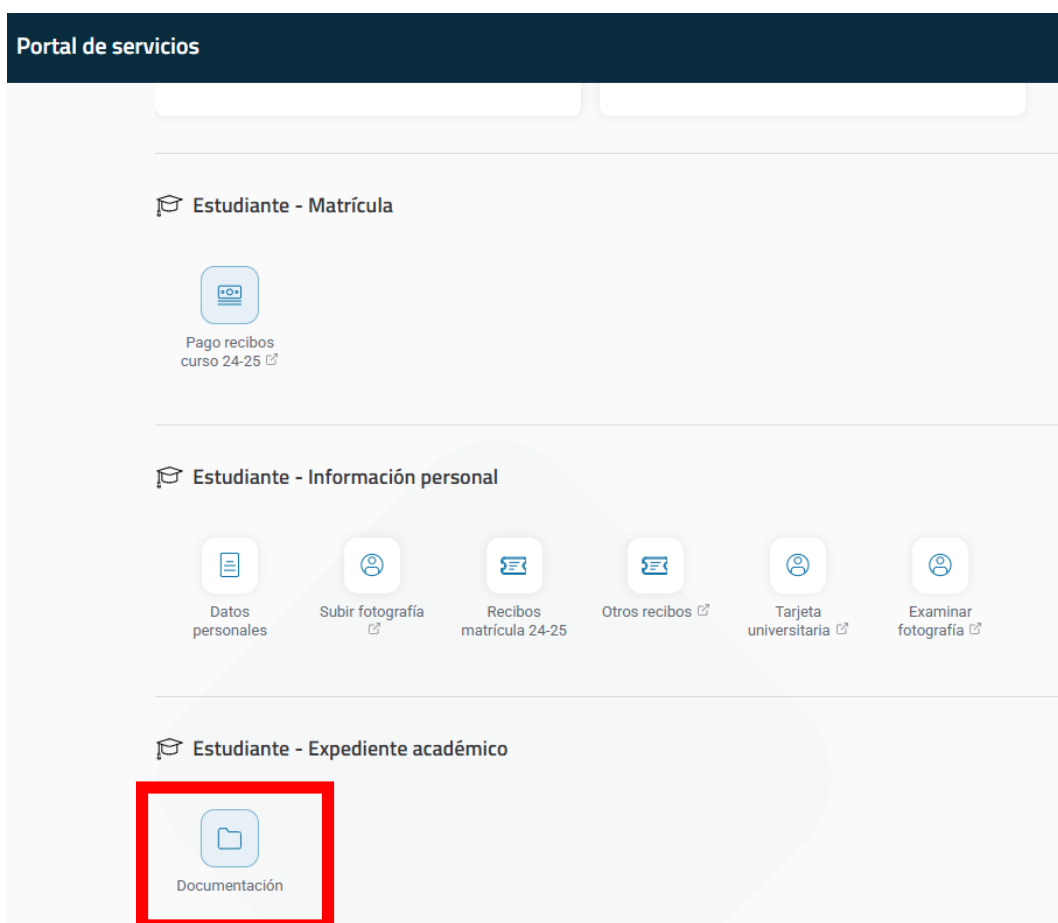 Portal de servicios
Estudiante - Matrícula
Pago recibos
curso 24-25
Estudiante - Información personal
Datos
personales
Subir fotografía
Recibos
matrícula 24-25
Otros recibos
Tarjeta
universitaria
Examinar
fotografía
Estudiante - Expediente académico
Documentación